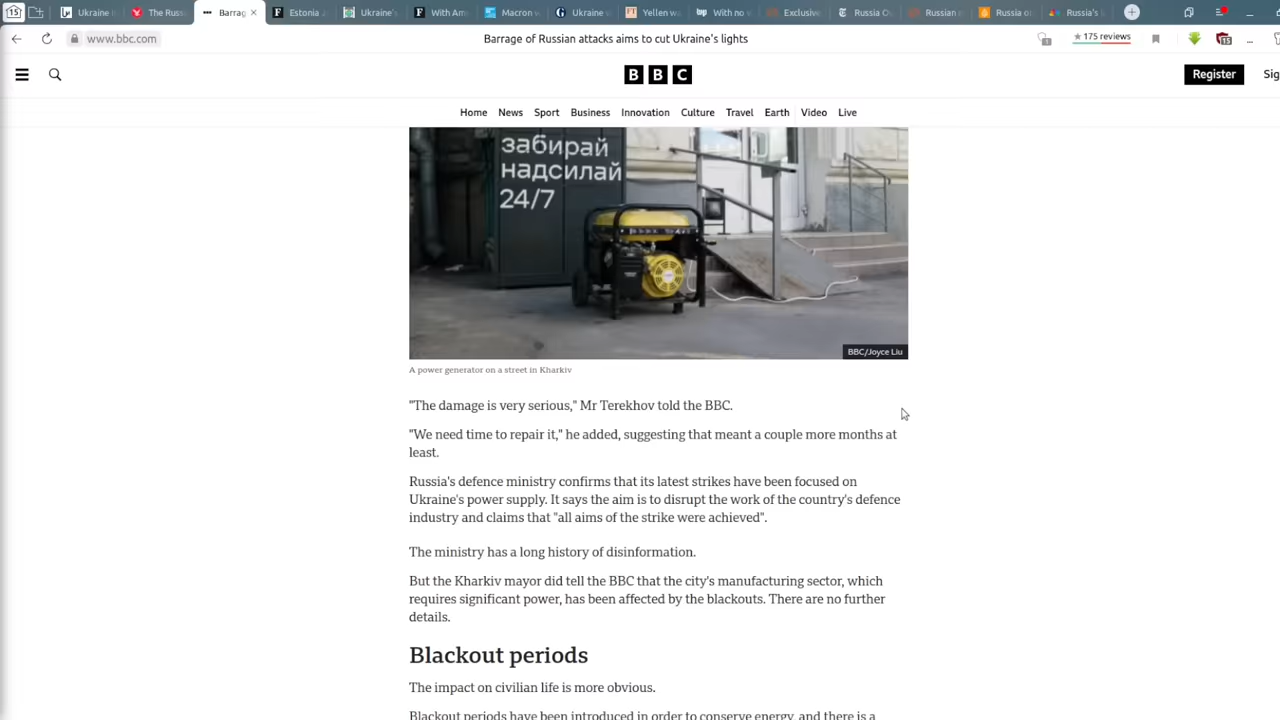 15
Ukraine
The Russi
Barrag
Estonia
Ukraine's
With Am
Macron v
Ukraine w
Yellen wa
With no v
Exclusive
Russia O
Russian m
Russia or
Russia's l
www.bbc.com
Barrage of Russian attacks aims to cut Ukraine's lights
★ 175 reviews
15
BBC
Register
Sig
Home News Sport Business Innovation Culture Travel Earth Video Live
забирай
надсилай
24/7
BBC/Joyce Liu
A power generator on a street in Kharkiv
"The damage is very serious," Mr Terekhov told the BBC.
"We need time to repair it," he added, suggesting that meant a couple more months at
least.
Russia's defence ministry confirms that its latest strikes have been focused on
Ukraine's power supply. It says the aim is to disrupt the work of the country's defence
industry and claims that "all aims of the strike were achieved".
The ministry has a long history of disinformation.
But the Kharkiv mayor did tell the BBC that the city's manufacturing sector, which
requires significant power, has been affected by the blackouts. There are no further
details.
Blackout periods
The impact on civilian life is more obvious.
Blackout periods have been introduced in order to conserve energy, and there is a